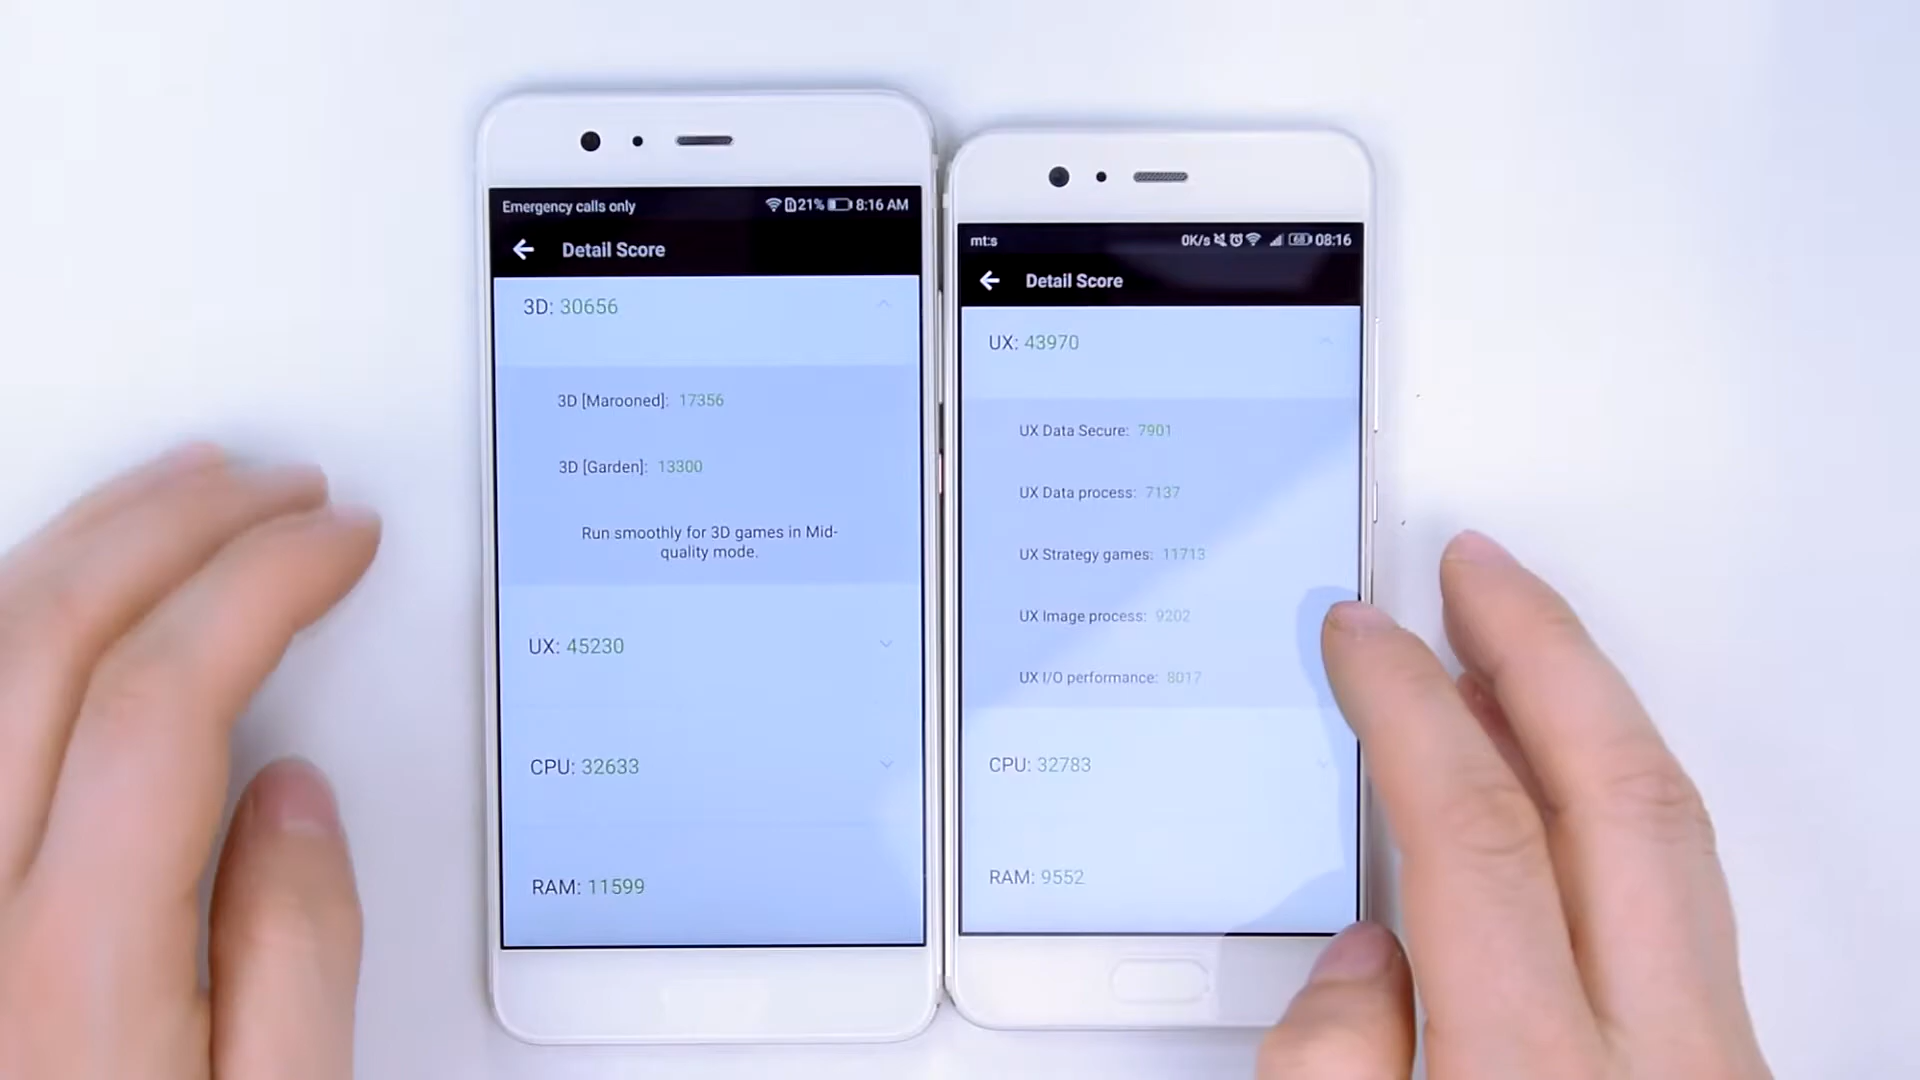 Emergency calls only
21% 8:16 AM
Detail Score
3D: 30656
3D [Marooned]: 17356
3D [Garden]: 13300
Run smoothly for 3D games in Mid-
quality mode.
UX: 45230
CPU: 32633
RAM: 11599
mt:s
0K/s 68 08:16
Detail Score
UX: 43970
UX Data Secure: 7901
UX Data process: 7137
UX Strategy games: 11713
UX Image process: 9202
UX I/O performance: 8017
CPU: 32783
RAM: 9552